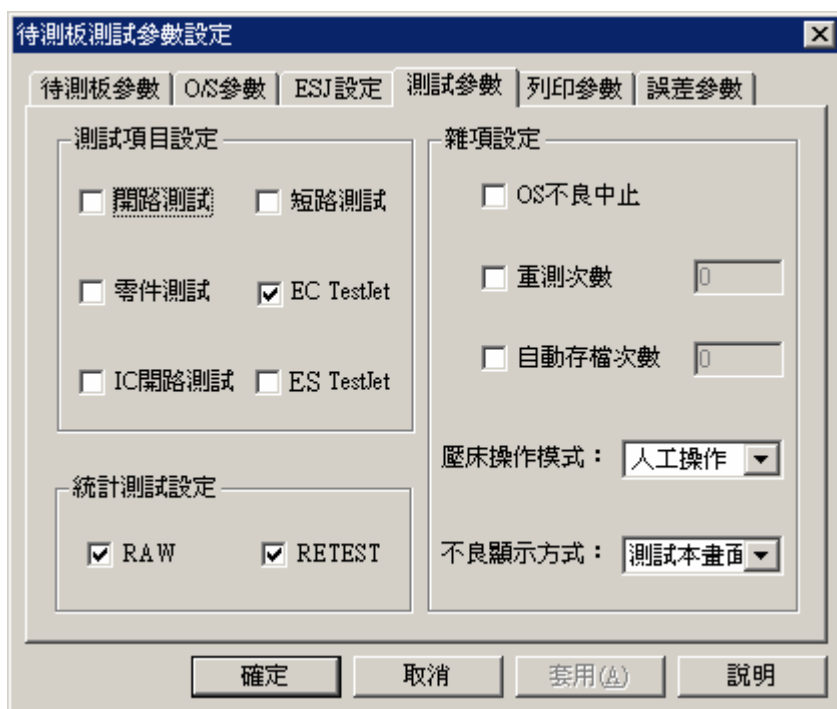 待測板測試參數設定
待測板參數 O/S參數 ESJ設定 測試參數 列印參數 誤差參數
測試項目設定
開路測試 短路測試
零件測試 EC TestJet
IC開路測試 ES TestJet
統計測試設定
RAW RETEST
雜項設定
OS不良中止
重測次數 0
自動存檔次數 0
壓床操作模式： 人工操作
不良顯示方式： 測試本畫面
確定 取消 套用(A) 說明